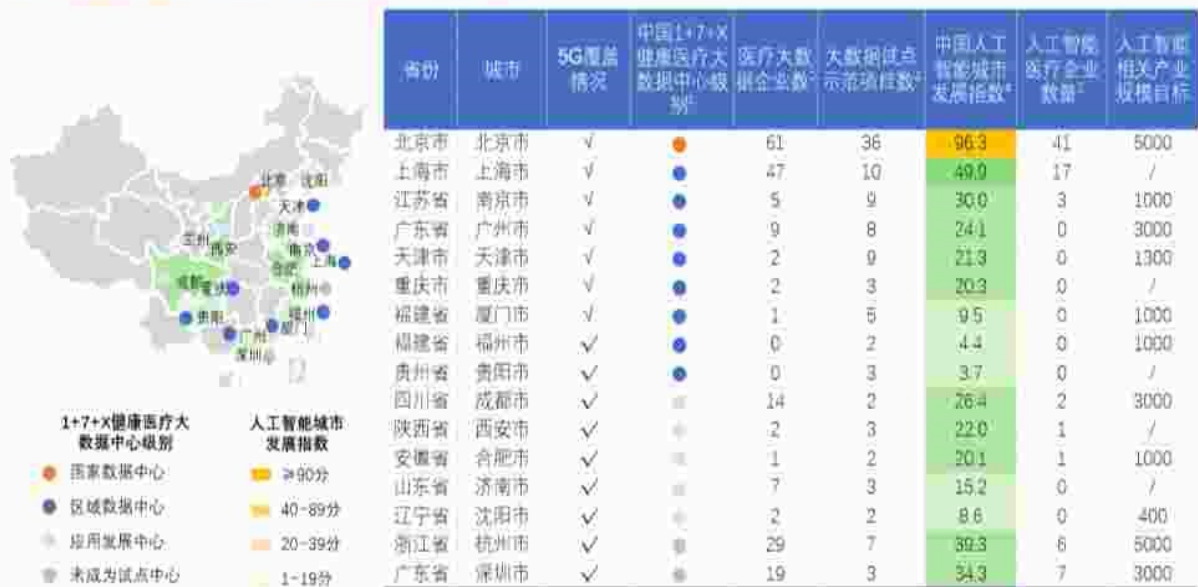 北京 沈阳
天津
济南
兰州
西安
南京
上海
合肥
成都
重庆
杭州
福州
贵阳
厦门
广州
深圳
1+7+X健康医疗大
数据中心级别
国家数据中心
区域数据中心
应用发展中心
未成为试点中心
人工智能城市
发展指数
≥90分
40-89分
20-39分
1-19分
省份 城市 5G覆盖情况 中国1+7+X健康医疗大数据中心级别 医疗大数据企业数 大数据试点示范项目数 中国人工智能城市发展指数 人工智能医疗企业数量 人工智能相关产业规模目标
北京市 北京市 √ 61 36 96.3 41 5000
上海市 上海市 √ 47 10 49.9 17 /
江苏省 南京市 √ 5 9 30.0 3 1000
广东省 广州市 √ 9 8 24.1 0 3000
天津市 天津市 √ 2 9 21.3 0 1300
重庆市 重庆市 √ 2 3 20.3 0 /
福建省 厦门市 √ 1 5 9.5 0 1000
福建省 福州市 √ 0 2 4.4 0 1000
贵州省 贵阳市 √ 0 3 3.7 0 /
四川省 成都市 √ 14 2 26.4 2 3000
陕西省 西安市 √ 2 3 22.0 1 /
安徽省 合肥市 √ 1 2 20.1 1 1000
山东省 济南市 √ 7 3 15.2 0 /
辽宁省 沈阳市 √ 2 2 8.6 0 400
浙江省 杭州市 √ 29 7 39.3 6 5000
广东省 深圳市 √ 19 3 34.3 7 3000